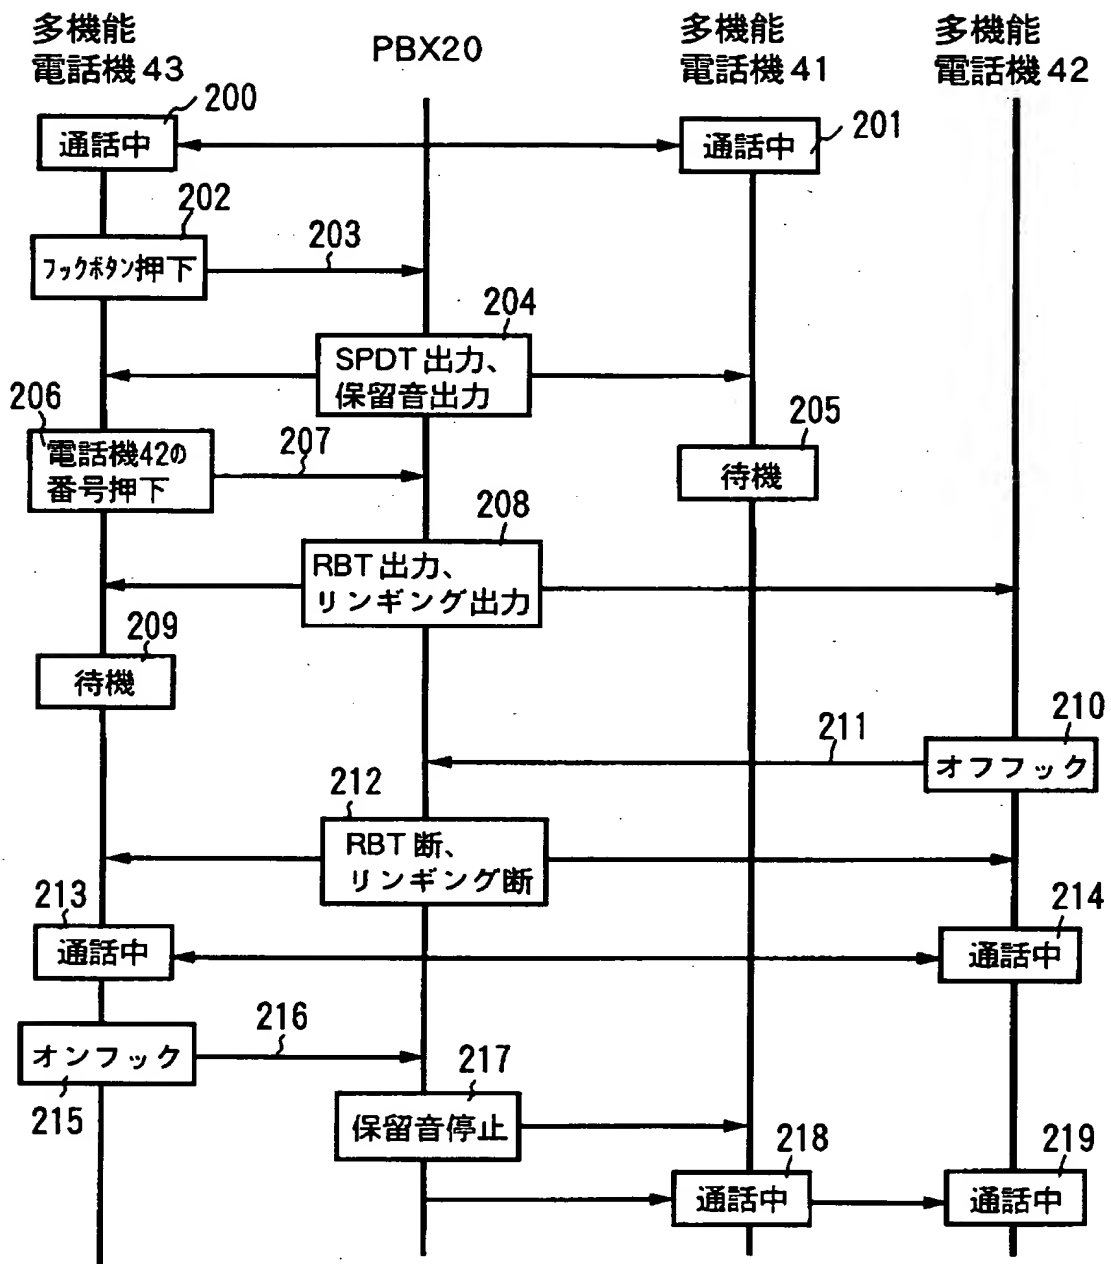 多機能
電話機43
PBX20
多機能
電話機41
多機能
電話機42
200
通話中
201
通話中
202
フックボタン押下
203
204
SPDT出力、
保留音出力
205
待機
206
電話機42の
番号押下
207
208
RBT出力、
リンギング出力
209
待機
210
オフフック
211
212
RBT断、
リンギング断
213
通話中
214
通話中
オンフック
215
216
217
保留音停止
218
通話中
219
通話中